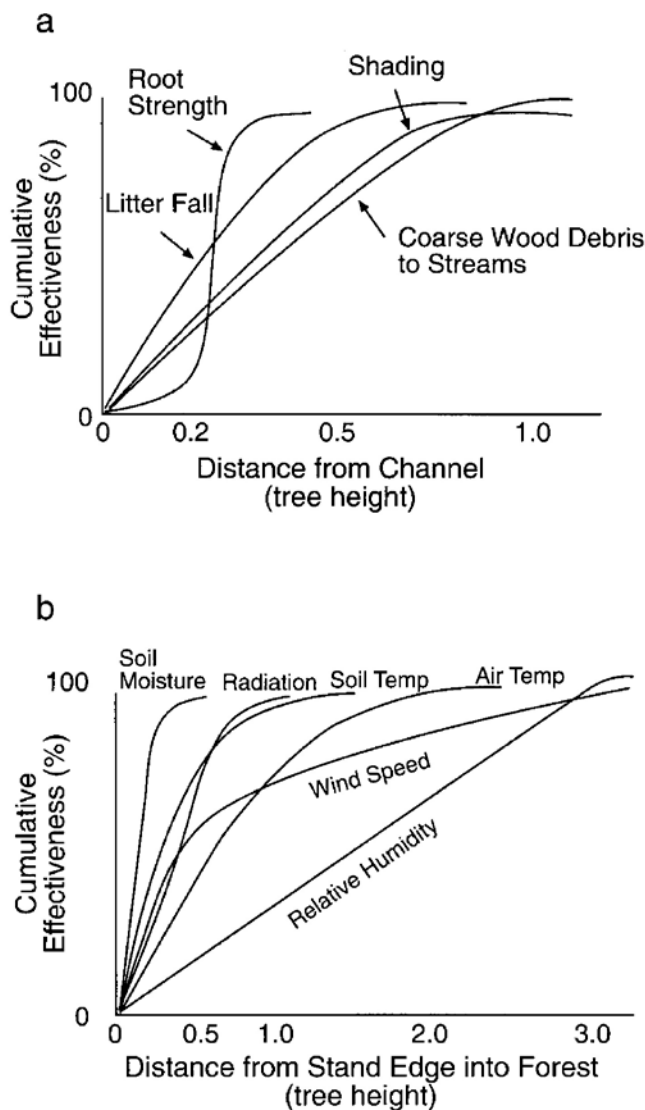 a
Root
Strength
Shading
100
Litter Fall
Coarse Wood Debris
to Streams
Cumulative
Effectiveness (%)
0
0 0.2 0.5 1.0
Distance from Channel
(tree height)
b
Soil
Moisture
Radiation
Soil Temp
Air Temp
100
Wind Speed
Relative Humidity
Cumulative
Effectiveness (%)
0
0 0.5 1.0 2.0 3.0
Distance from Stand Edge into Forest
(tree height)